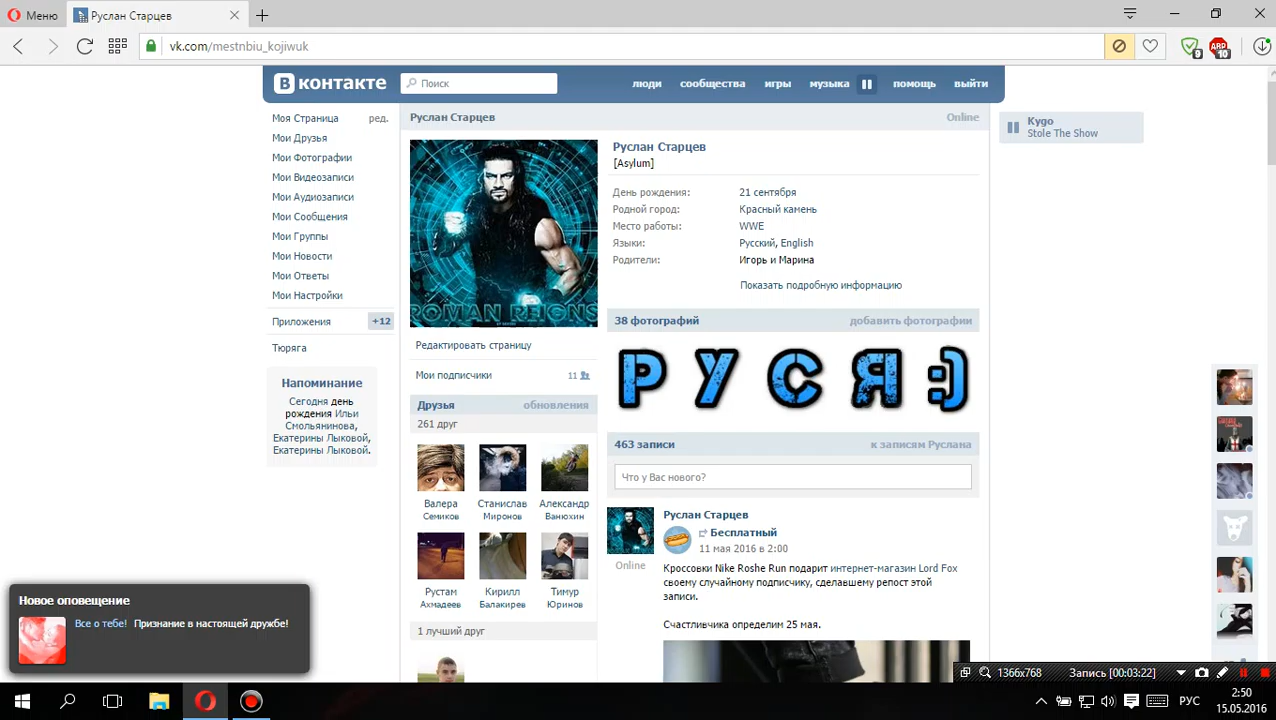 Меню
Руслан Старцев
vk.com/mestnbiu_kojiwuk
9
ABP
10
В контакте
Поиск
люди
сообщества
игры
музыка
помощь
выйти
Моя Страница
ред.
Мои Друзья
Мои Фотографии
Мои Видеозаписи
Мои Аудиозаписи
Мои Сообщения
Мои Группы
Мои Новости
Мои Ответы
Мои Настройки
Приложения
+12
Тюряга
Напоминание
Сегодня день
рождения Ильи
Смольянинова,
Екатерины Лыковой,
Екатерины Лыковой.
Руслан Старцев
Online
ROMAN REIGNS
Редактировать страницу
Мои подписчики
11
Друзья
обновления
261 друг
Валера
Семиков
Станислав
Миронов
Александр
Ванюхин
Рустам
Ахмадеев
Кирилл
Балакирев
Тимур
Юринов
1 лучший друг
Руслан Старцев
[Asylum]
День рождения: 21 сентября
Родной город: Красный камень
Место работы: WWE
Языки: Русский, English
Родители: Игорь и Марина
Показать подробную информацию
38 фотографий
добавить фотографии
Р У С Я :)
463 записи
к записям Руслана
Что у Вас нового?
Руслан Старцев
Бесплатный
11 мая 2016 в 2:00
Online
Кроссовки Nike Roshe Run подарит интернет-магазин Lord Fox
своему случайному подписчику, сделавшему репост этой
записи.
Счастливчика определим 25 мая.
Kygo
Stole The Show
Новое оповещение
Все о тебе! Признание в настоящей дружбе!
1366x768
Запись [00:03:22]
РУС
2:50
15.05.2016